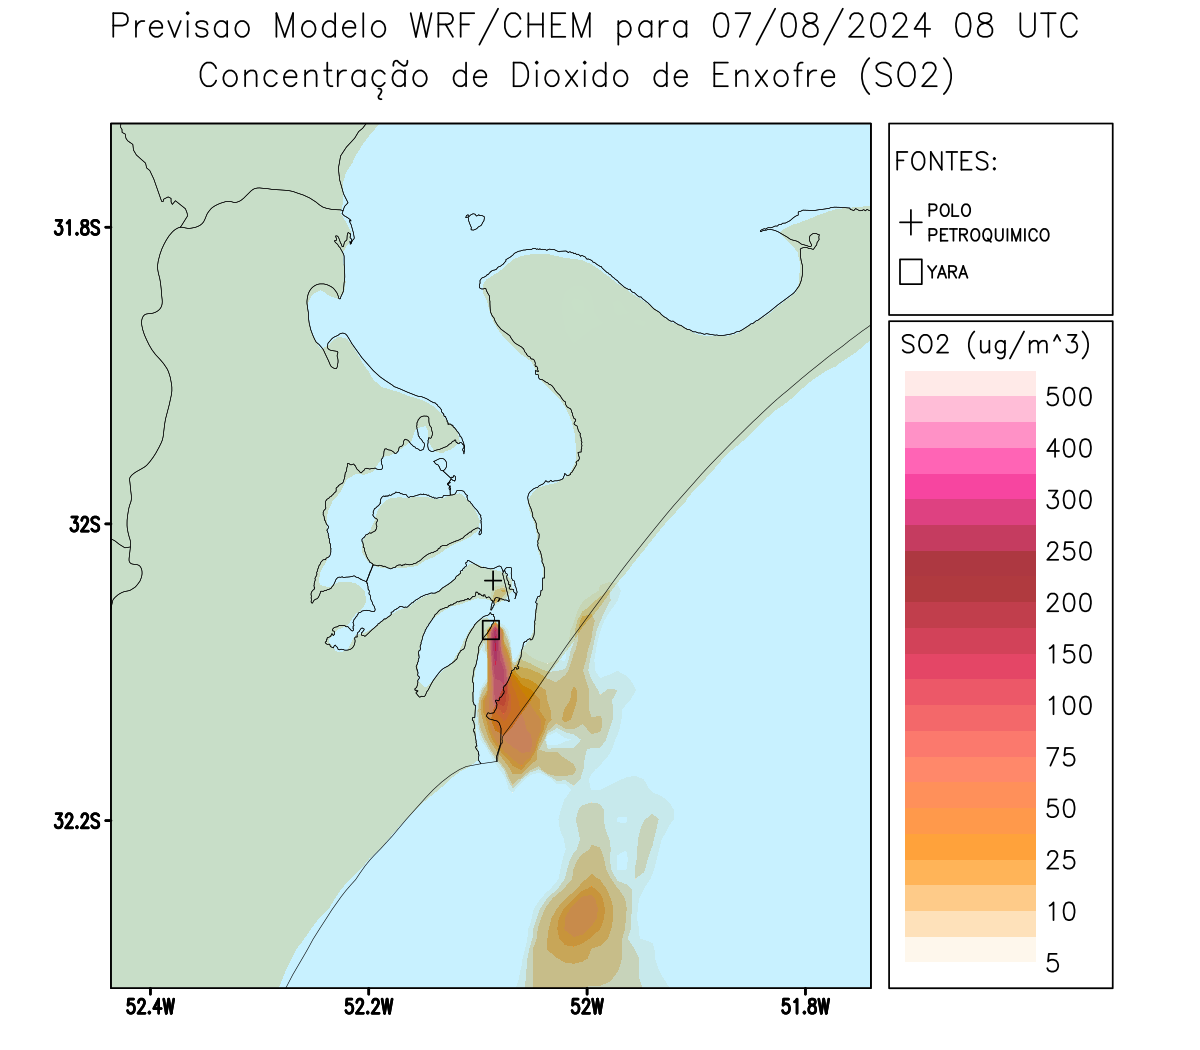 Previsao Modelo WRF/CHEM para 07/08/2024 08 UTC
Concentração de Dioxido de Enxofre (SO2)
FONTES:
POLO
PETROQUIMICO
YARA
31.8S
32S
32.2S
52.4W
52.2W
52W
51.8W
SO2 (ug/m^3)
500
400
300
250
200
150
100
75
50
25
10
5